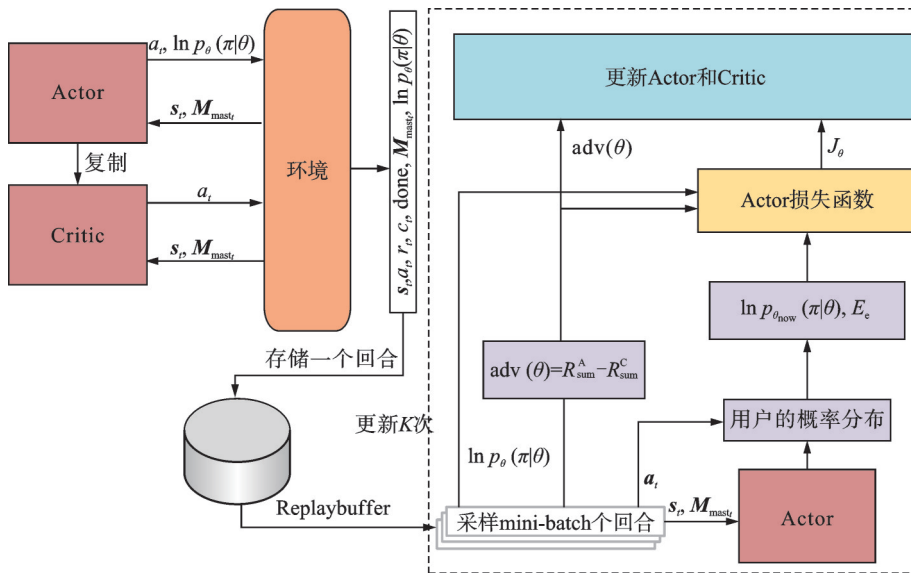 Actor
a_t, ln p_θ (π|θ)
s_t, M_mast_t
复制
Critic
a_t
s_t, M_mast_t
环境
s_t, a_t, r_t, c_t, done, M_mast_t, ln p_θ(π|θ)
存储一个回合
Replaybuffer
更新K次
更新Actor和Critic
adv(θ)
J_θ
Actor损失函数
ln p_θnow (π|θ), E_e
adv (θ)=R^A_sum−R^C_sum
用户的概率分布
ln p_θ (π|θ)
a_t
采样mini-batch个回合
s_t, M_mast_t
Actor